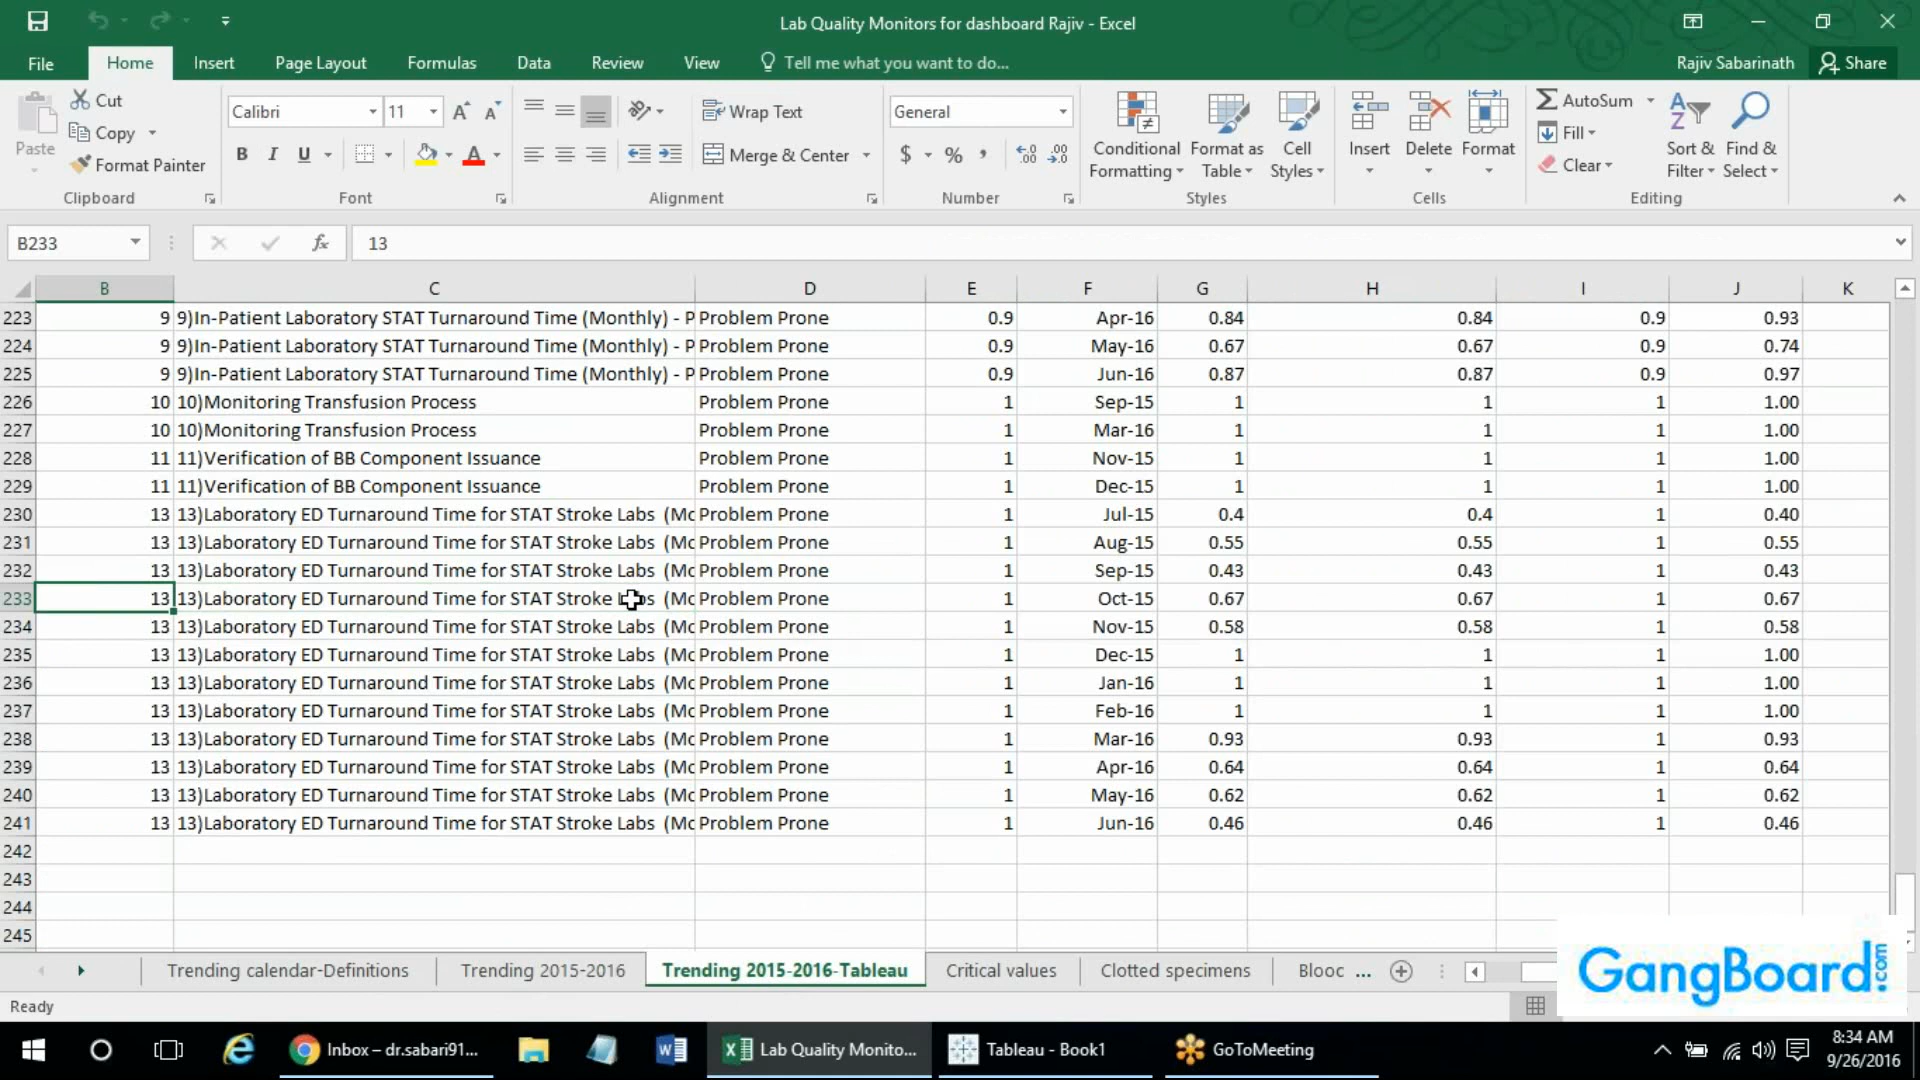 Lab Quality Monitors for dashboard Rajiv - Excel
File Home Insert Page Layout Formulas Data Review View Tell me what you want to do... Rajiv Sabarinath Share
Paste Cut Copy Format Painter Clipboard
Calibri 11 B I U A Font
Wrap Text Merge & Center Alignment
General $ % , Number
Conditional Formatting Format as Table Cell Styles Styles
Insert Delete Format Cells
AutoSum Fill Clear Sort & Filter Find & Select Editing
B233 fx 13
B C D E F G H I J K
223 9 9)In-Patient Laboratory STAT Turnaround Time (Monthly) - P Problem Prone 0.9 Apr-16 0.84 0.84 0.9 0.93
224 9 9)In-Patient Laboratory STAT Turnaround Time (Monthly) - P Problem Prone 0.9 May-16 0.67 0.67 0.9 0.74
225 9 9)In-Patient Laboratory STAT Turnaround Time (Monthly) - P Problem Prone 0.9 Jun-16 0.87 0.87 0.9 0.97
226 10 10)Monitoring Transfusion Process Problem Prone 1 Sep-15 1 1 1 1.00
227 10 10)Monitoring Transfusion Process Problem Prone 1 Mar-16 1 1 1 1.00
228 11 11)Verification of BB Component Issuance Problem Prone 1 Nov-15 1 1 1 1.00
229 11 11)Verification of BB Component Issuance Problem Prone 1 Dec-15 1 1 1 1.00
230 13 13)Laboratory ED Turnaround Time for STAT Stroke Labs (Mc Problem Prone 1 Jul-15 0.4 0.4 1 0.40
231 13 13)Laboratory ED Turnaround Time for STAT Stroke Labs (Mc Problem Prone 1 Aug-15 0.55 0.55 1 0.55
232 13 13)Laboratory ED Turnaround Time for STAT Stroke Labs (Mc Problem Prone 1 Sep-15 0.43 0.43 1 0.43
233 13 13)Laboratory ED Turnaround Time for STAT Stroke Labs (Mc Problem Prone 1 Oct-15 0.67 0.67 1 0.67
234 13 13)Laboratory ED Turnaround Time for STAT Stroke Labs (Mc Problem Prone 1 Nov-15 0.58 0.58 1 0.58
235 13 13)Laboratory ED Turnaround Time for STAT Stroke Labs (Mc Problem Prone 1 Dec-15 1 1 1 1.00
236 13 13)Laboratory ED Turnaround Time for STAT Stroke Labs (Mc Problem Prone 1 Jan-16 1 1 1 1.00
237 13 13)Laboratory ED Turnaround Time for STAT Stroke Labs (Mc Problem Prone 1 Feb-16 1 1 1 1.00
238 13 13)Laboratory ED Turnaround Time for STAT Stroke Labs (Mc Problem Prone 1 Mar-16 0.93 0.93 1 0.93
239 13 13)Laboratory ED Turnaround Time for STAT Stroke Labs (Mc Problem Prone 1 Apr-16 0.64 0.64 1 0.64
240 13 13)Laboratory ED Turnaround Time for STAT Stroke Labs (Mc Problem Prone 1 May-16 0.62 0.62 1 0.62
241 13 13)Laboratory ED Turnaround Time for STAT Stroke Labs (Mc Problem Prone 1 Jun-16 0.46 0.46 1 0.46
242
243
244
245
Trending calendar-Definitions Trending 2015-2016 Trending 2015-2016-Tableau Critical values Clotted specimens Blooc ...
GangBoard.com
Ready
Inbox – dr.sabari91... Lab Quality Monito... Tableau - Book1 GoToMeeting 8:34 AM
9/26/2016